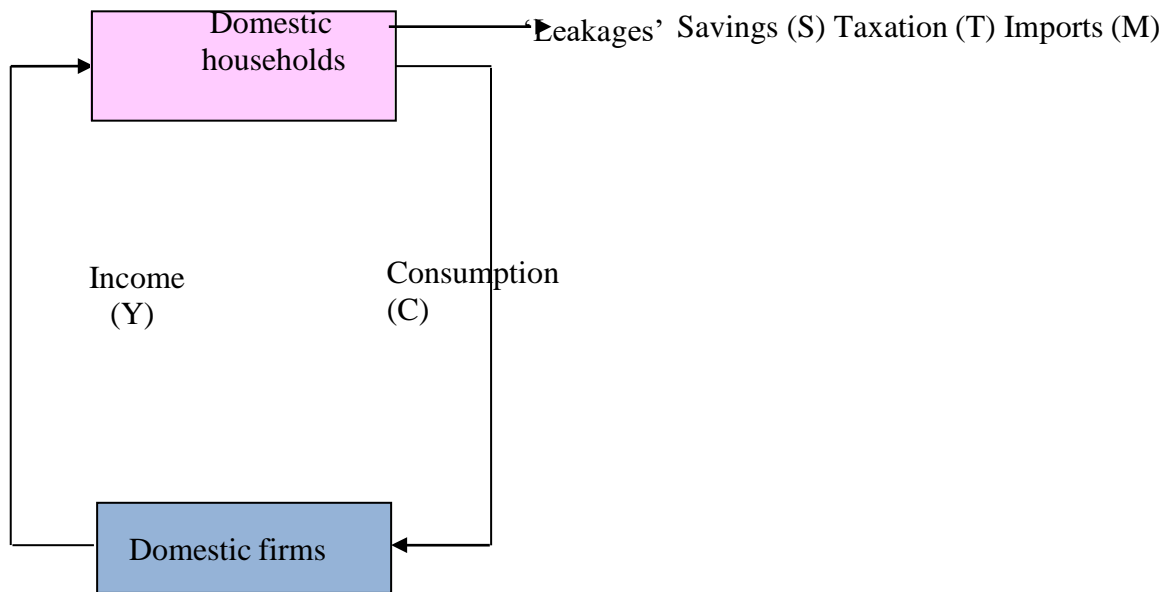 Domestic
households
‘Leakages’ Savings (S) Taxation (T) Imports (M)
Income
(Y)
Consumption
(C)
Domestic firms